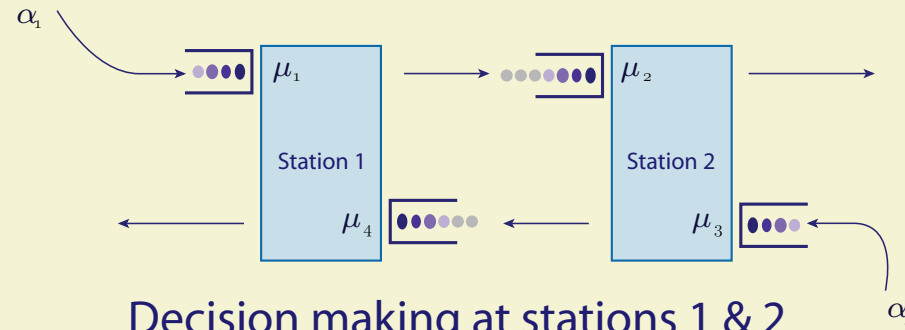 α₁
μ₁
μ₂
Station 1
Station 2
μ₄
μ₃
α
Decision making at stations 1 & 2